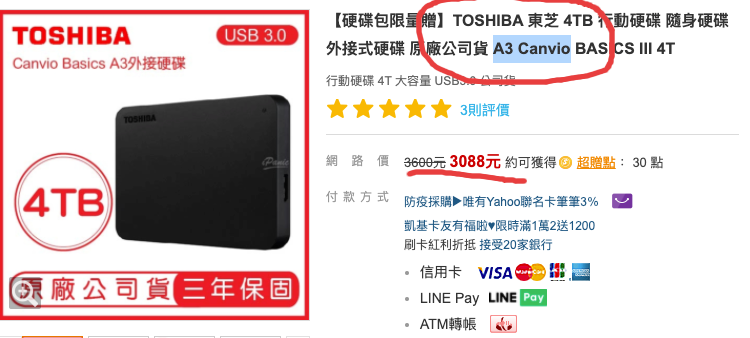 TOSHIBA
USB 3.0
Canvio Basics A3外接硬碟
TOSHIBA
4TB
原廠公司貨 三年保固
【硬碟包限量贈】TOSHIBA 東芝 4TB 行動硬碟 隨身硬碟
外接式硬碟 原廠公司貨 A3 Canvio BASICS III 4T
行動硬碟 4T 大容量 USB3.0 公司貨
3則評價
網路價 3600元 3088元 約可獲得 超贈點： 30 點
付款方式 防疫採購▶唯有Yahoo聯名卡筆筆3%
凱基卡友有福啦♥限時滿1萬2送1200
刷卡紅利折抵 接受20家銀行
• 信用卡 VISA MasterCard JCB
• LINE Pay LINE Pay
• ATM轉帳